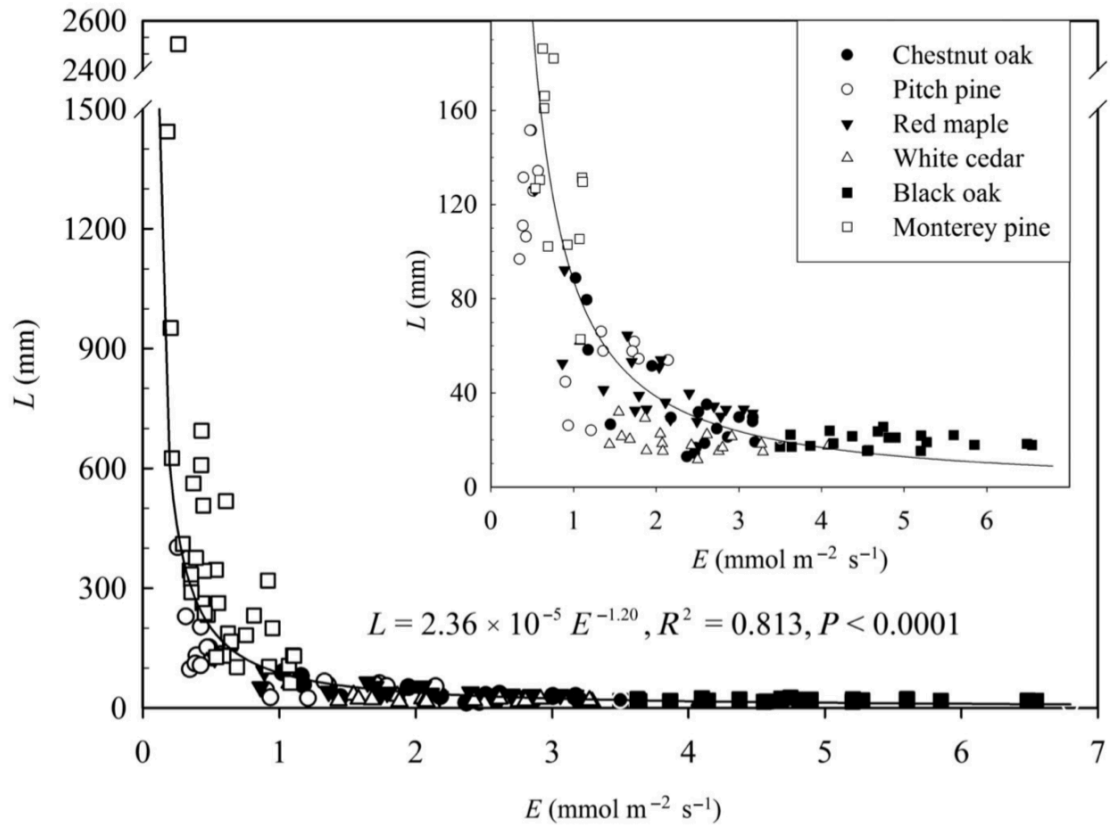 2600
2400
1500
1200
900
600
300
0
L (mm)
0 1 2 3 4 5 6 7
E (mmol m⁻² s⁻¹)
160
120
80
40
0
L (mm)
0 1 2 3 4 5 6
E (mmol m⁻² s⁻¹)
Chestnut oak
Pitch pine
Red maple
White cedar
Black oak
Monterey pine
L = 2.36 × 10⁻⁵ E⁻¹·²⁰, R² = 0.813, P < 0.0001